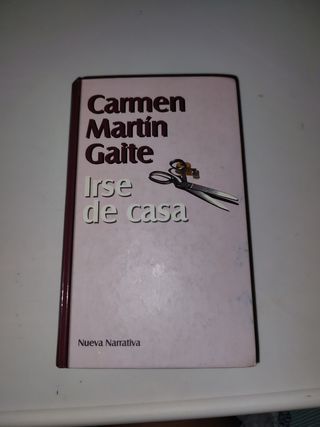 Carmen
Martín
Gaite
Irse
de casa
Nueva Narrativa